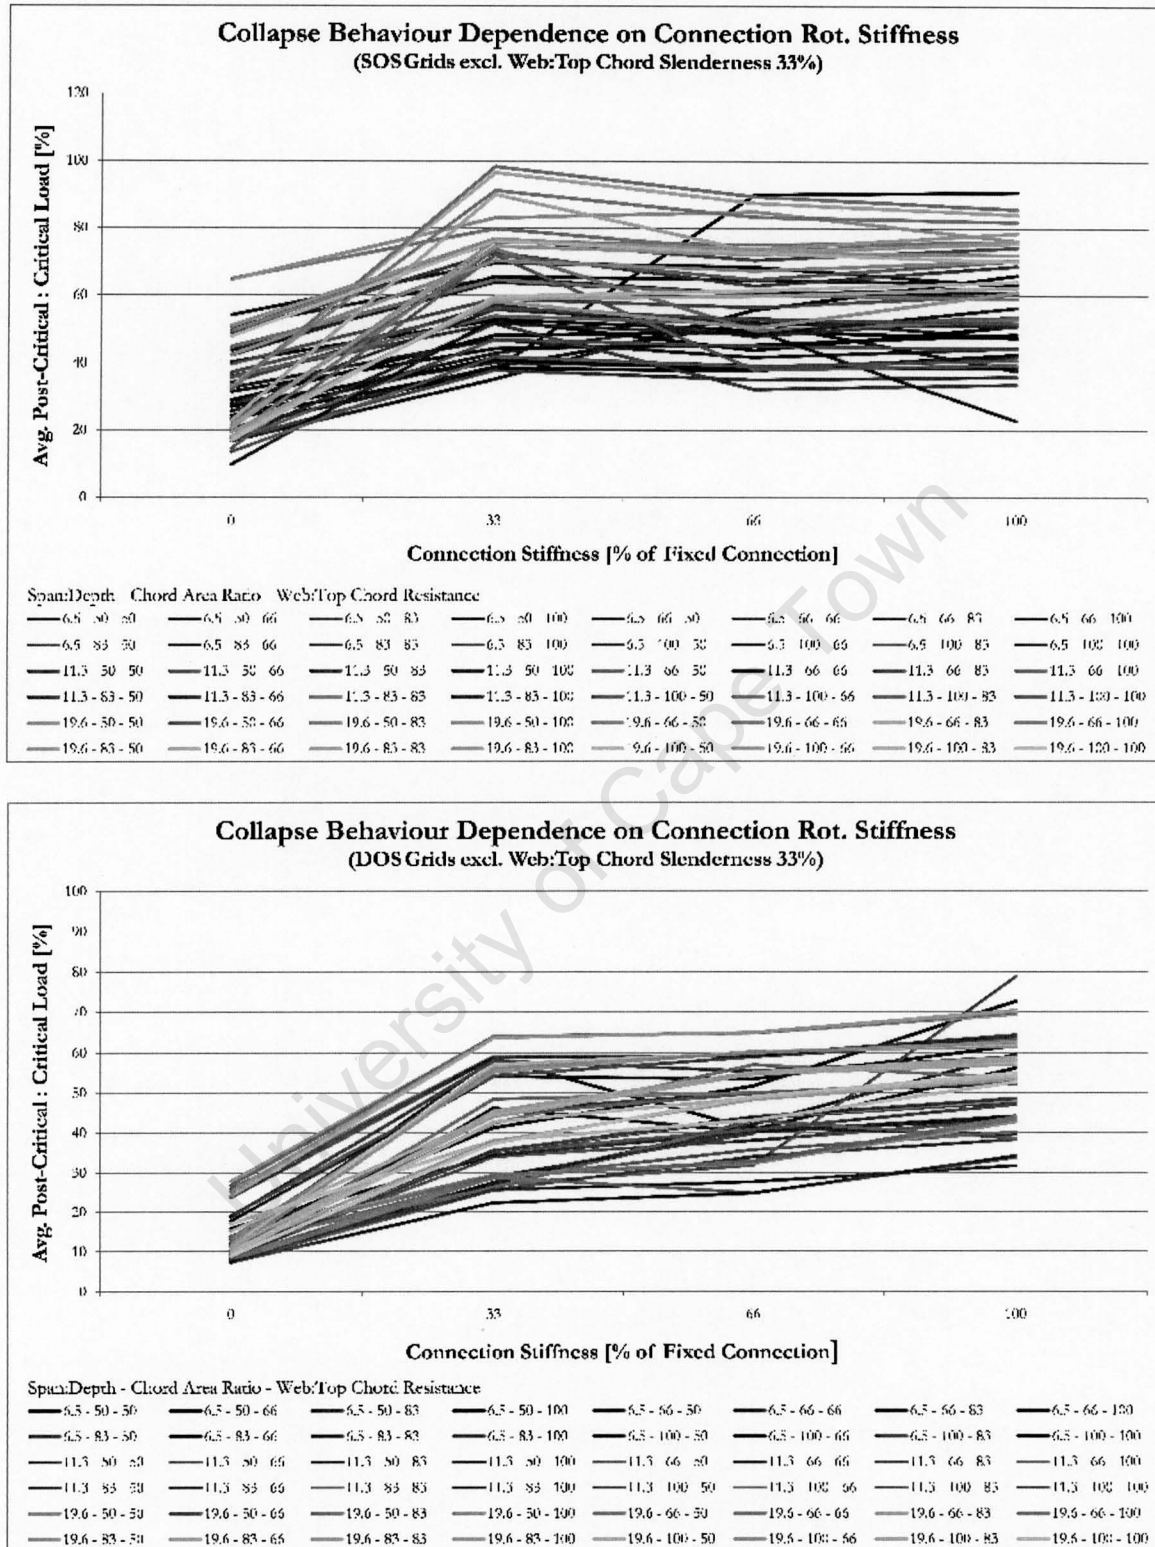 Collapse Behaviour Dependence on Connection Rot. Stiffness
(SOS Grids excl. Web:Top Chord Slenderness 33%)
Avg. Post-Critical : Critical Load [%]
120
100
80
60
40
20
0
0 33 66 100
Connection Stiffness [% of Fixed Connection]
Span:Depth - Chord Area Ratio - Web:Top Chord Resistance
6.5 - 50 - 50 6.5 - 50 - 66 6.5 - 50 - 83 6.5 - 50 - 100 6.5 - 66 - 50 6.5 - 66 - 66 6.5 - 66 - 83 6.5 - 66 - 100
6.5 - 83 - 50 6.5 - 83 - 66 6.5 - 83 - 83 6.5 - 83 - 100 6.5 - 100 - 50 6.5 - 100 - 66 6.5 - 100 - 83 6.5 - 100 - 100
11.3 - 50 - 50 11.3 - 50 - 66 11.3 - 50 - 83 11.3 - 50 - 100 11.3 - 66 - 50 11.3 - 66 - 66 11.3 - 66 - 83 11.3 - 66 - 100
11.3 - 83 - 50 11.3 - 83 - 66 11.3 - 83 - 83 11.3 - 83 - 100 11.3 - 100 - 50 11.3 - 100 - 66 11.3 - 100 - 83 11.3 - 100 - 100
19.6 - 50 - 50 19.6 - 50 - 66 19.6 - 50 - 83 19.6 - 50 - 100 19.6 - 66 - 50 19.6 - 66 - 66 19.6 - 66 - 83 19.6 - 66 - 100
19.6 - 83 - 50 19.6 - 83 - 66 19.6 - 83 - 83 19.6 - 83 - 100 19.6 - 100 - 50 19.6 - 100 - 66 19.6 - 100 - 83 19.6 - 100 - 100
University of Cape Town
Collapse Behaviour Dependence on Connection Rot. Stiffness
(DOS Grids excl. Web:Top Chord Slenderness 33%)
Avg. Post-Critical : Critical Load [%]
100
90
80
70
60
50
40
30
20
10
0
0 33 66 100
Connection Stiffness [% of Fixed Connection]
Span:Depth - Chord Area Ratio - Web:Top Chord Resistance
6.5 - 50 - 50 6.5 - 50 - 66 6.5 - 50 - 83 6.5 - 50 - 100 6.5 - 66 - 50 6.5 - 66 - 66 6.5 - 66 - 83 6.5 - 66 - 100
6.5 - 83 - 50 6.5 - 83 - 66 6.5 - 83 - 83 6.5 - 83 - 100 6.5 - 100 - 50 6.5 - 100 - 66 6.5 - 100 - 83 6.5 - 100 - 100
11.3 - 50 - 50 11.3 - 50 - 66 11.3 - 50 - 83 11.3 - 50 - 100 11.3 - 66 - 50 11.3 - 66 - 66 11.3 - 66 - 83 11.3 - 66 - 100
11.3 - 83 - 50 11.3 - 83 - 66 11.3 - 83 - 83 11.3 - 83 - 100 11.3 - 100 - 50 11.3 - 100 - 66 11.3 - 100 - 83 11.3 - 100 - 100
19.6 - 50 - 50 19.6 - 50 - 66 19.6 - 50 - 83 19.6 - 50 - 100 19.6 - 66 - 50 19.6 - 66 - 66 19.6 - 66 - 83 19.6 - 66 - 100
19.6 - 83 - 50 19.6 - 83 - 66 19.6 - 83 - 83 19.6 - 83 - 100 19.6 - 100 - 50 19.6 - 100 - 66 19.6 - 100 - 83 19.6 - 100 - 100